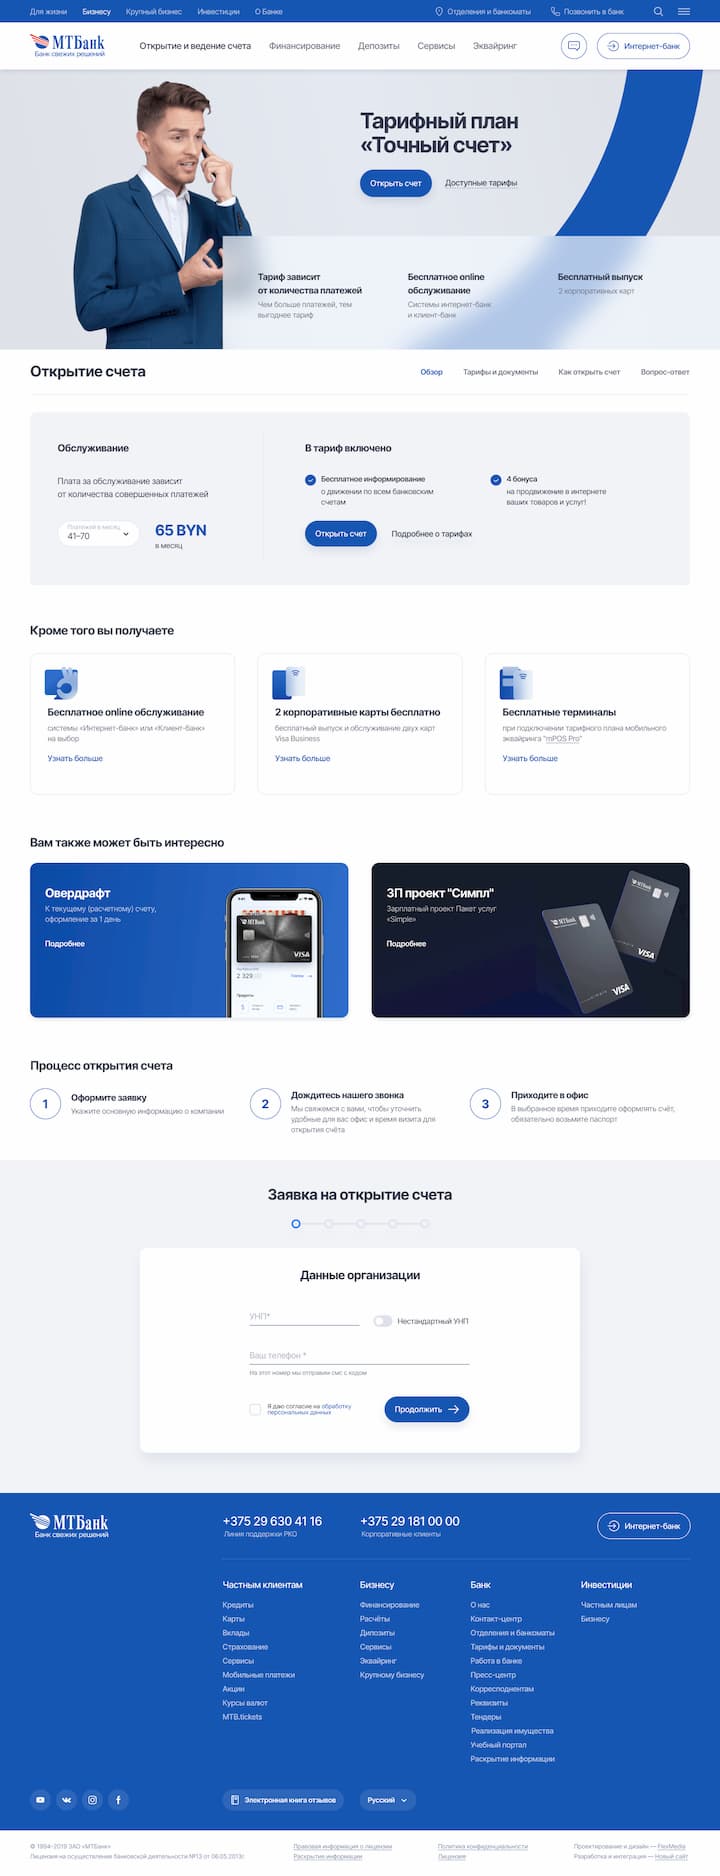 Для жизни Бизнесу Крупный бизнес Инвестиции О Банке Отделения и банкоматы Позвонить в банк
МТБанк
Банк свежих решений
Открытие и ведение счета Финансирование Депозиты Сервисы Эквайринг Интернет-банк
Тарифный план
«Точный счет»
Открыть счет Доступные тарифы
Тариф зависит
от количества платежей
Чем больше платежей, тем
выгоднее тариф
Бесплатное online
обслуживание
Системы интернет-банк
и клиент-банк
Бесплатный выпуск
2 корпоративных карт
Открытие счета
Обзор Тарифы и документы Как открыть счет Вопрос-ответ
Обслуживание
Плата за обслуживание зависит
от количества совершенных платежей
Платежей в месяц
41–70
65 BYN
в месяц
В тариф включено
Бесплатное информирование
о движении по всем банковским
счетам
4 бонуса
на продвижение в интернете
ваших товаров и услуг!
Открыть счет Подробнее о тарифах
Кроме того вы получаете
Бесплатное online обслуживание
системы «Интернет-банк» или «Клиент-банк»
на выбор
Узнать больше
2 корпоративные карты бесплатно
бесплатный выпуск и обслуживание двух карт
Visa Business
Узнать больше
Бесплатные терминалы
при подключении тарифного плана мобильного
эквайринга "mPOS Pro"
Узнать больше
Вам также может быть интересно
Овердрафт
К текущему (расчетному) счету,
оформление за 1 день
Подробнее
МТБанк
VISA
2 329
Продукты
ЗП проект "Симпл"
Зарплатный проект Пакет услуг
«Simple»
Подробнее
МТБанк
VISA
МТБанк
VISA
Процесс открытия счета
1
Оформите заявку
Укажите основную информацию о компании
2
Дождитесь нашего звонка
Мы свяжемся с вами, чтобы уточнить
удобные для вас офис и время визита для
открытия счёта
3
Приходите в офис
В выбранное время приходите оформлять счёт,
обязательно возьмите паспорт
Заявка на открытие счета
Данные организации
УНП* Нестандартный УНП
Ваш телефон *
На этот номер мы отправим смс с кодом
Я даю согласие на обработку
персональных данных
Продолжить
МТБанк
Банк свежих решений
+375 29 630 41 16
Линия поддержки РКО
+375 29 181 00 00
Корпоративные клиенты
Интернет-банк
Частным клиентам
Кредиты
Карты
Вклады
Страхование
Сервисы
Мобильные платежи
Акции
Курсы валют
MTB.tickets
Бизнесу
Финансирование
Расчёты
Дипозиты
Сервисы
Эквайринг
Крупному бизнесу
Банк
О нас
Контакт-центр
Отделения и банкоматы
Тарифы и документы
Работа в банке
Пресс-центр
Корреспондентам
Реквизиты
Тендеры
Реализация имущества
Учебный портал
Раскрытие информации
Инвестиции
Частным лицам
Бизнесу
Электронная книга отзывов Русский
© 1994–2019 ЗАО «МТБанк»
Лицензия на осуществление банковской деятельности №13 от 06.05.2013г
Правовая информация о лицензии
Раскрытие информации
Политика конфиденциальности
Лицензия
Проектирование и дизайн — FlexMedia
Разработка и интеграция — Новый сайт